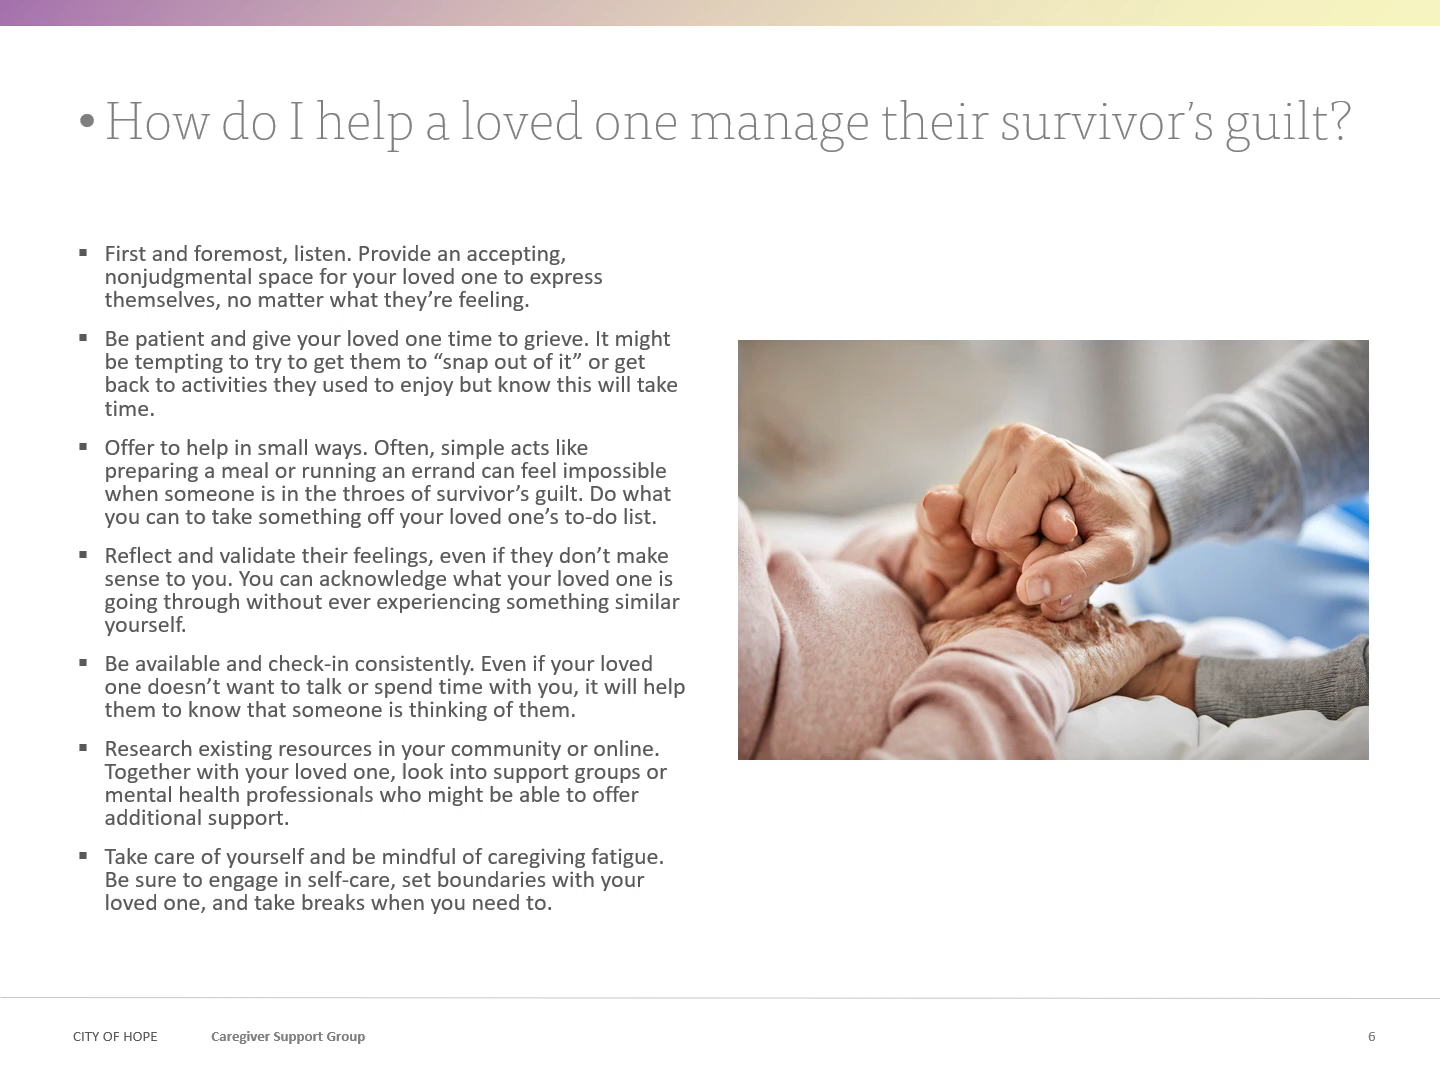 • How do I help a loved one manage their survivor’s guilt?
▪ First and foremost, listen. Provide an accepting,
nonjudgmental space for your loved one to express
themselves, no matter what they’re feeling.
▪ Be patient and give your loved one time to grieve. It might
be tempting to try to get them to “snap out of it” or get
back to activities they used to enjoy but know this will take
time.
▪ Offer to help in small ways. Often, simple acts like
preparing a meal or running an errand can feel impossible
when someone is in the throes of survivor’s guilt. Do what
you can to take something off your loved one’s to-do list.
▪ Reflect and validate their feelings, even if they don’t make
sense to you. You can acknowledge what your loved one is
going through without ever experiencing something similar
yourself.
▪ Be available and check-in consistently. Even if your loved
one doesn’t want to talk or spend time with you, it will help
them to know that someone is thinking of them.
▪ Research existing resources in your community or online.
Together with your loved one, look into support groups or
mental health professionals who might be able to offer
additional support.
▪ Take care of yourself and be mindful of caregiving fatigue.
Be sure to engage in self-care, set boundaries with your
loved one, and take breaks when you need to.
CITY OF HOPE Caregiver Support Group 6